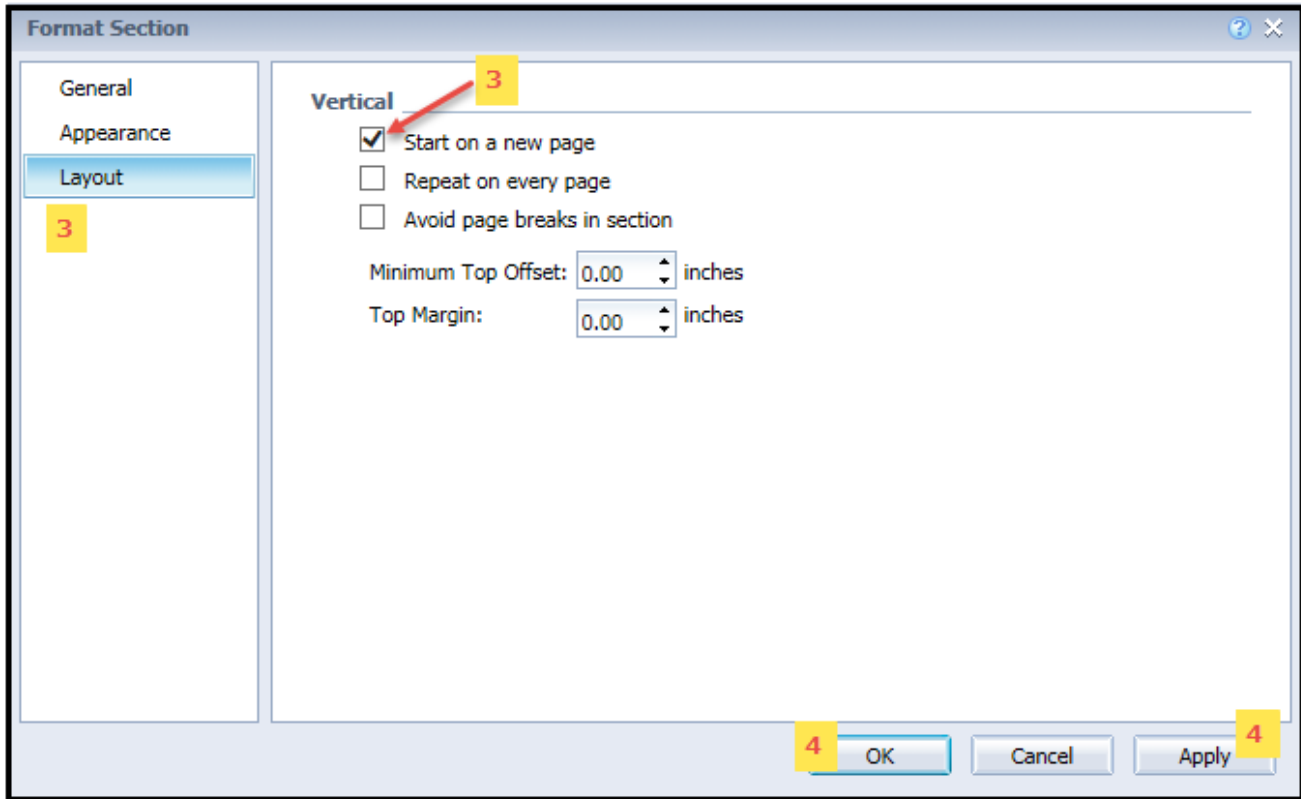 Format Section
General
Appearance
Layout
3
3
Vertical
Start on a new page
Repeat on every page
Avoid page breaks in section
Minimum Top Offset: 0.00 inches
Top Margin: 0.00 inches
4 OK Cancel Apply 4